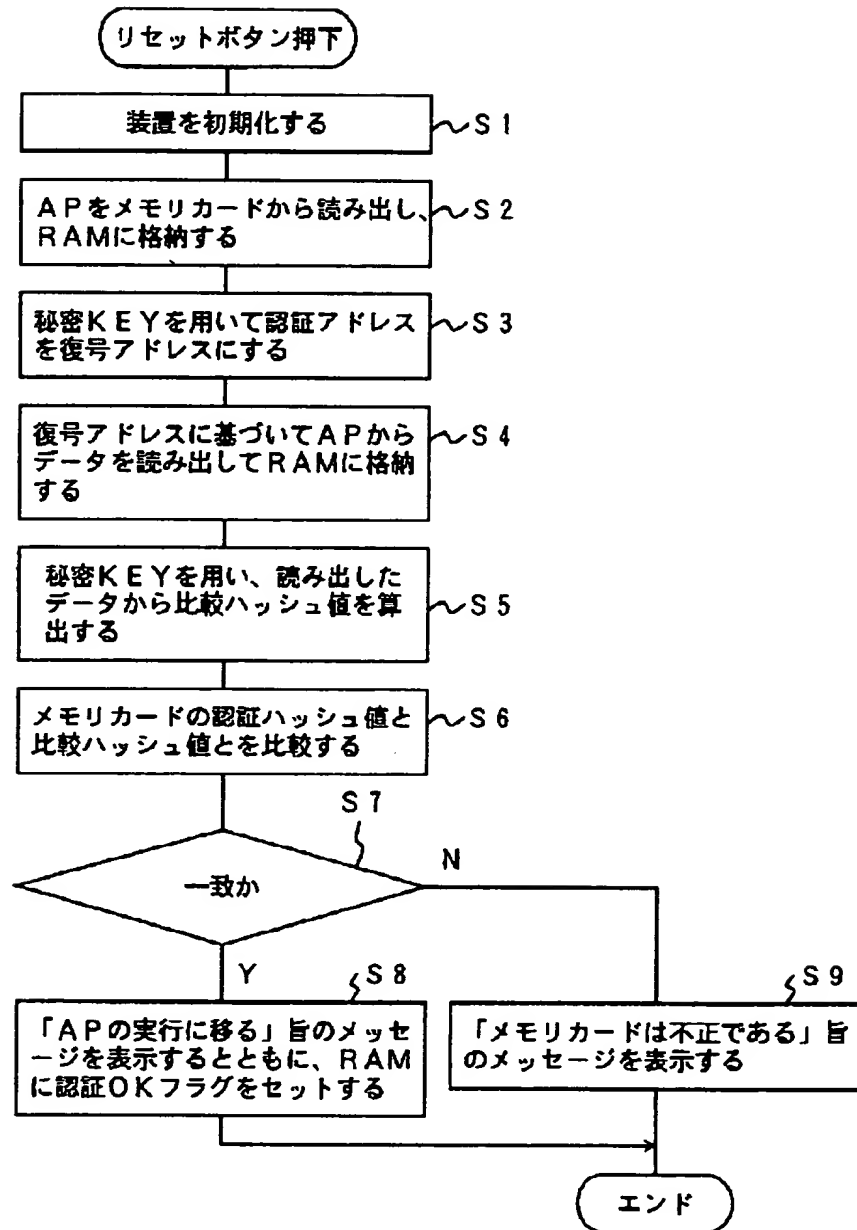 リセットボタン押下
装置を初期化する
S1
APをメモリカードから読み出し、
RAMに格納する
S2
秘密KEYを用いて認証アドレス
を復号アドレスにする
S3
復号アドレスに基づいてAPから
データを読み出してRAMに格納
する
S4
秘密KEYを用い、読み出した
データから比較ハッシュ値を算
出する
S5
メモリカードの認証ハッシュ値と
比較ハッシュ値とを比較する
S6
S7
一致か
N
Y
S8
「APの実行に移る」旨のメッセ
ージを表示するとともに、RAM
に認証OKフラグをセットする
S9
「メモリカードは不正である」旨
のメッセージを表示する
エンド